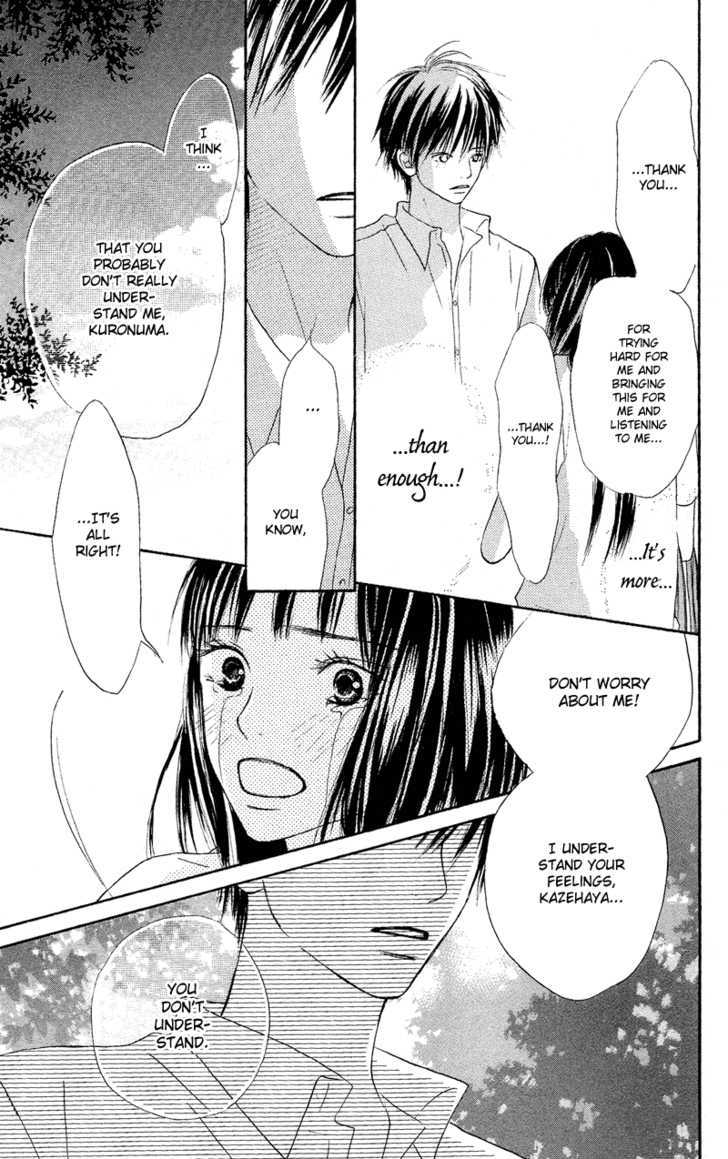 ...THANK
YOU...
FOR
TRYING
HARD FOR
ME AND
BRINGING
THIS FOR
ME AND
LISTENING
TO ME...
...THANK
YOU...!
...It's
more...
...than
enough...!
...
YOU
KNOW,
I
THINK
...
THAT YOU
PROBABLY
DON'T REALLY
UNDER-
STAND ME,
KURONUMA.
...IT'S
ALL
RIGHT!
DON'T WORRY
ABOUT ME!
I UNDER-
STAND YOUR
FEELINGS,
KAZEHAYA...
YOU
DON'T
UNDER-
STAND.